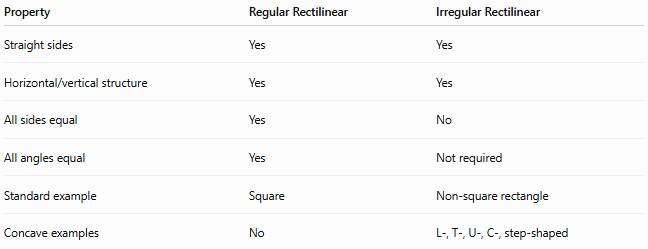 Property Regular Rectilinear Irregular Rectilinear
Straight sides Yes Yes
Horizontal/vertical structure Yes Yes
All sides equal Yes No
All angles equal Yes Not required
Standard example Square Non-square rectangle
Concave examples No L-, T-, U-, C-, step-shaped